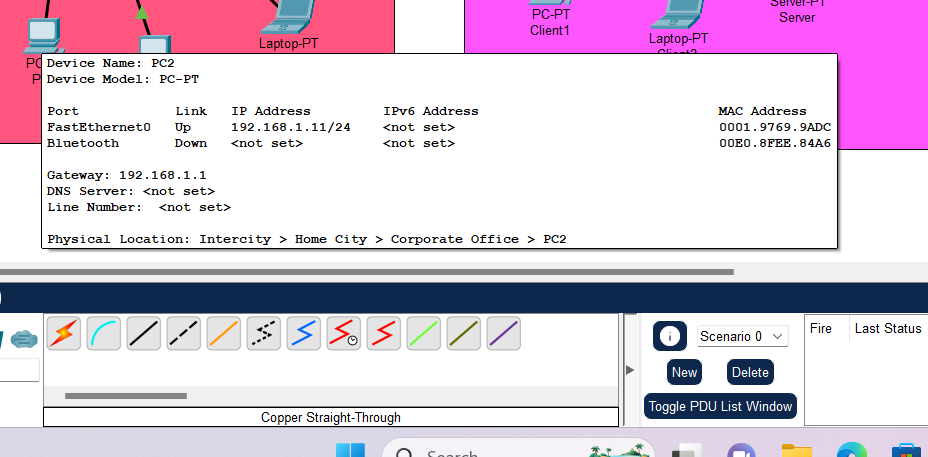 Server-PT
Server
PC-PT
Client1
Laptop-PT
Laptop-PT
Device Name: PC2
Device Model: PC-PT
Port Link IP Address IPv6 Address MAC Address
FastEthernet0 Up 192.168.1.11/24 <not set> 0001.9769.9ADC
Bluetooth Down <not set> <not set> 00E0.8FEE.84A6
Gateway: 192.168.1.1
DNS Server: <not set>
Line Number: <not set>
Physical Location: Intercity > Home City > Corporate Office > PC2
Scenario 0
Fire Last Status
New Delete
Toggle PDU List Window
Copper Straight-Through
Search